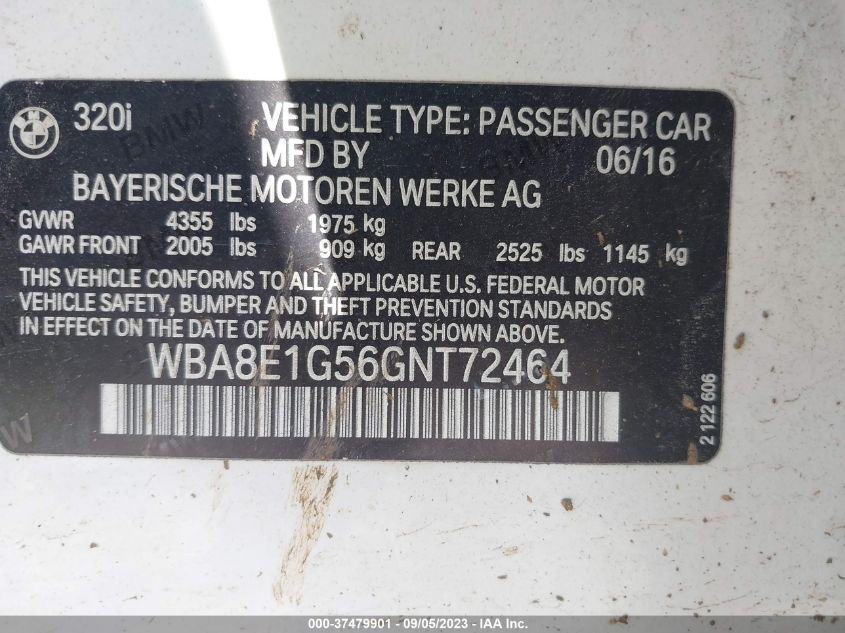 320i VEHICLE TYPE: PASSENGER CAR
MFD BY 06/16
BAYERISCHE MOTOREN WERKE AG
GVWR 4355 lbs 1975 kg
GAWR FRONT 2005 lbs 909 kg REAR 2525 lbs 1145 kg
THIS VEHICLE CONFORMS TO ALL APPLICABLE U.S. FEDERAL MOTOR
VEHICLE SAFETY, BUMPER AND THEFT PREVENTION STANDARDS
IN EFFECT ON THE DATE OF MANUFACTURE SHOWN ABOVE.
WBA8E1G56GNT72464
2 122 606
000-37479901 - 09/05/2023 - IAA Inc.